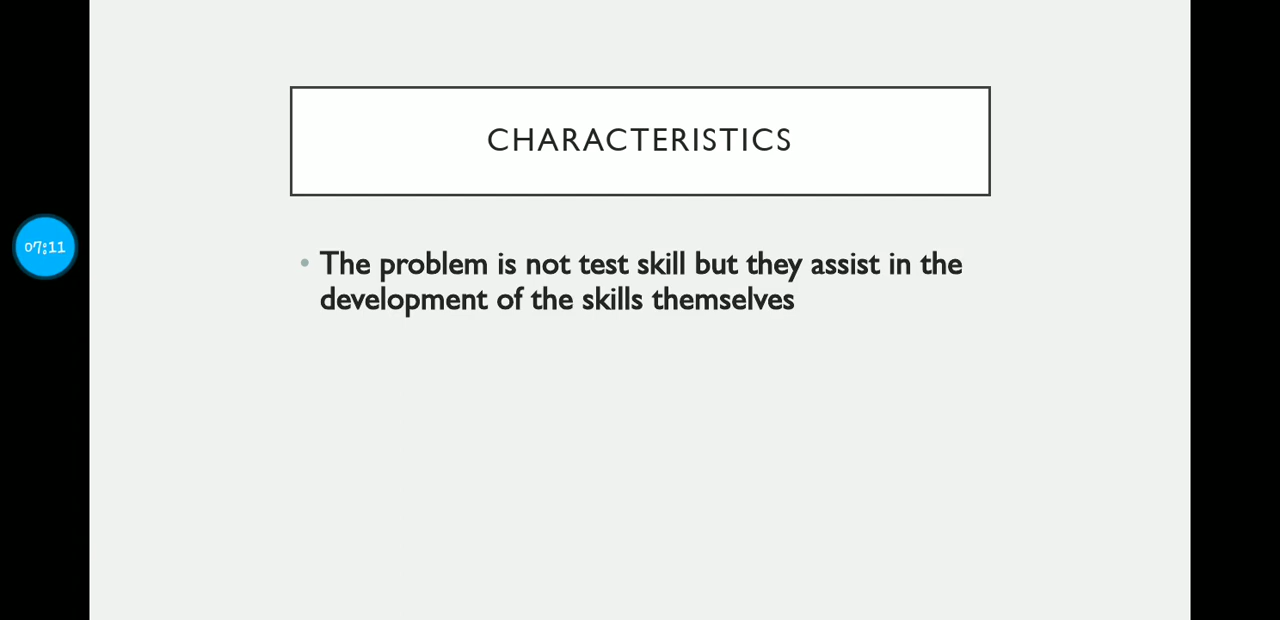 CHARACTERISTICS
07:11
• The problem is not test skill but they assist in the
development of the skills themselves